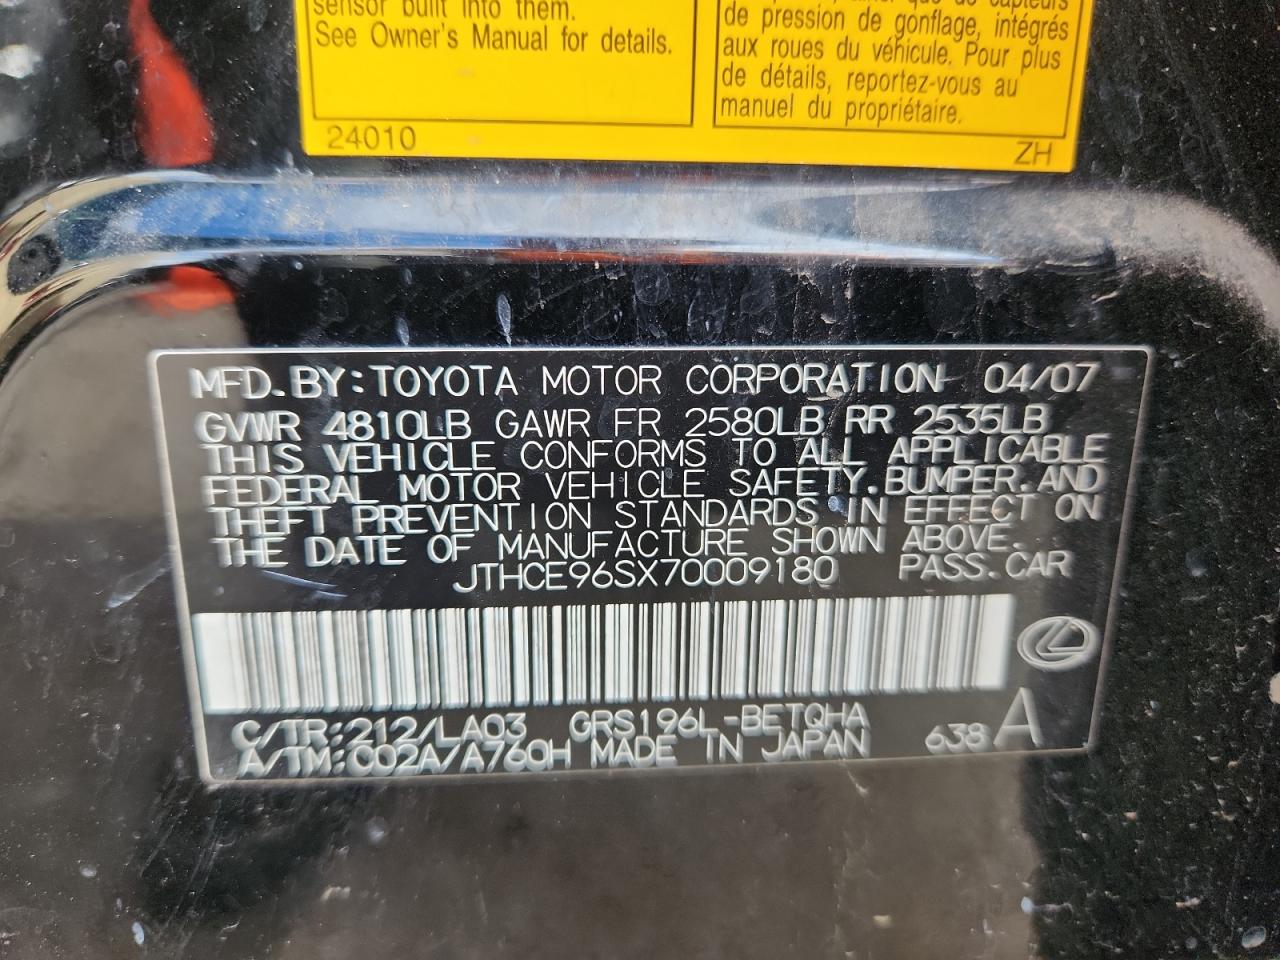 sensor built into them.
See Owner's Manual for details.
24010
de pression de gonflage, intégrés
aux roues du véhicule. Pour plus
de détails, reportez-vous au
manuel du propriétaire.
ZH
MFD.BY:TOYOTA MOTOR CORPORATION 04/07
GVWR 4810LB GAWR FR 2580LB RR 2535LB
THIS VEHICLE CONFORMS TO ALL APPLICABLE
FEDERAL MOTOR VEHICLE SAFETY.BUMPER.AND
THEFT PREVENTION STANDARDS IN EFFECT ON
THE DATE OF MANUFACTURE SHOWN ABOVE.
JTHCE96SX70009180 PASS.CAR
C/TR:212/LA03 GRS196L-BETQHA
A/TM:C02A/A760H MADE IN JAPAN 638 A